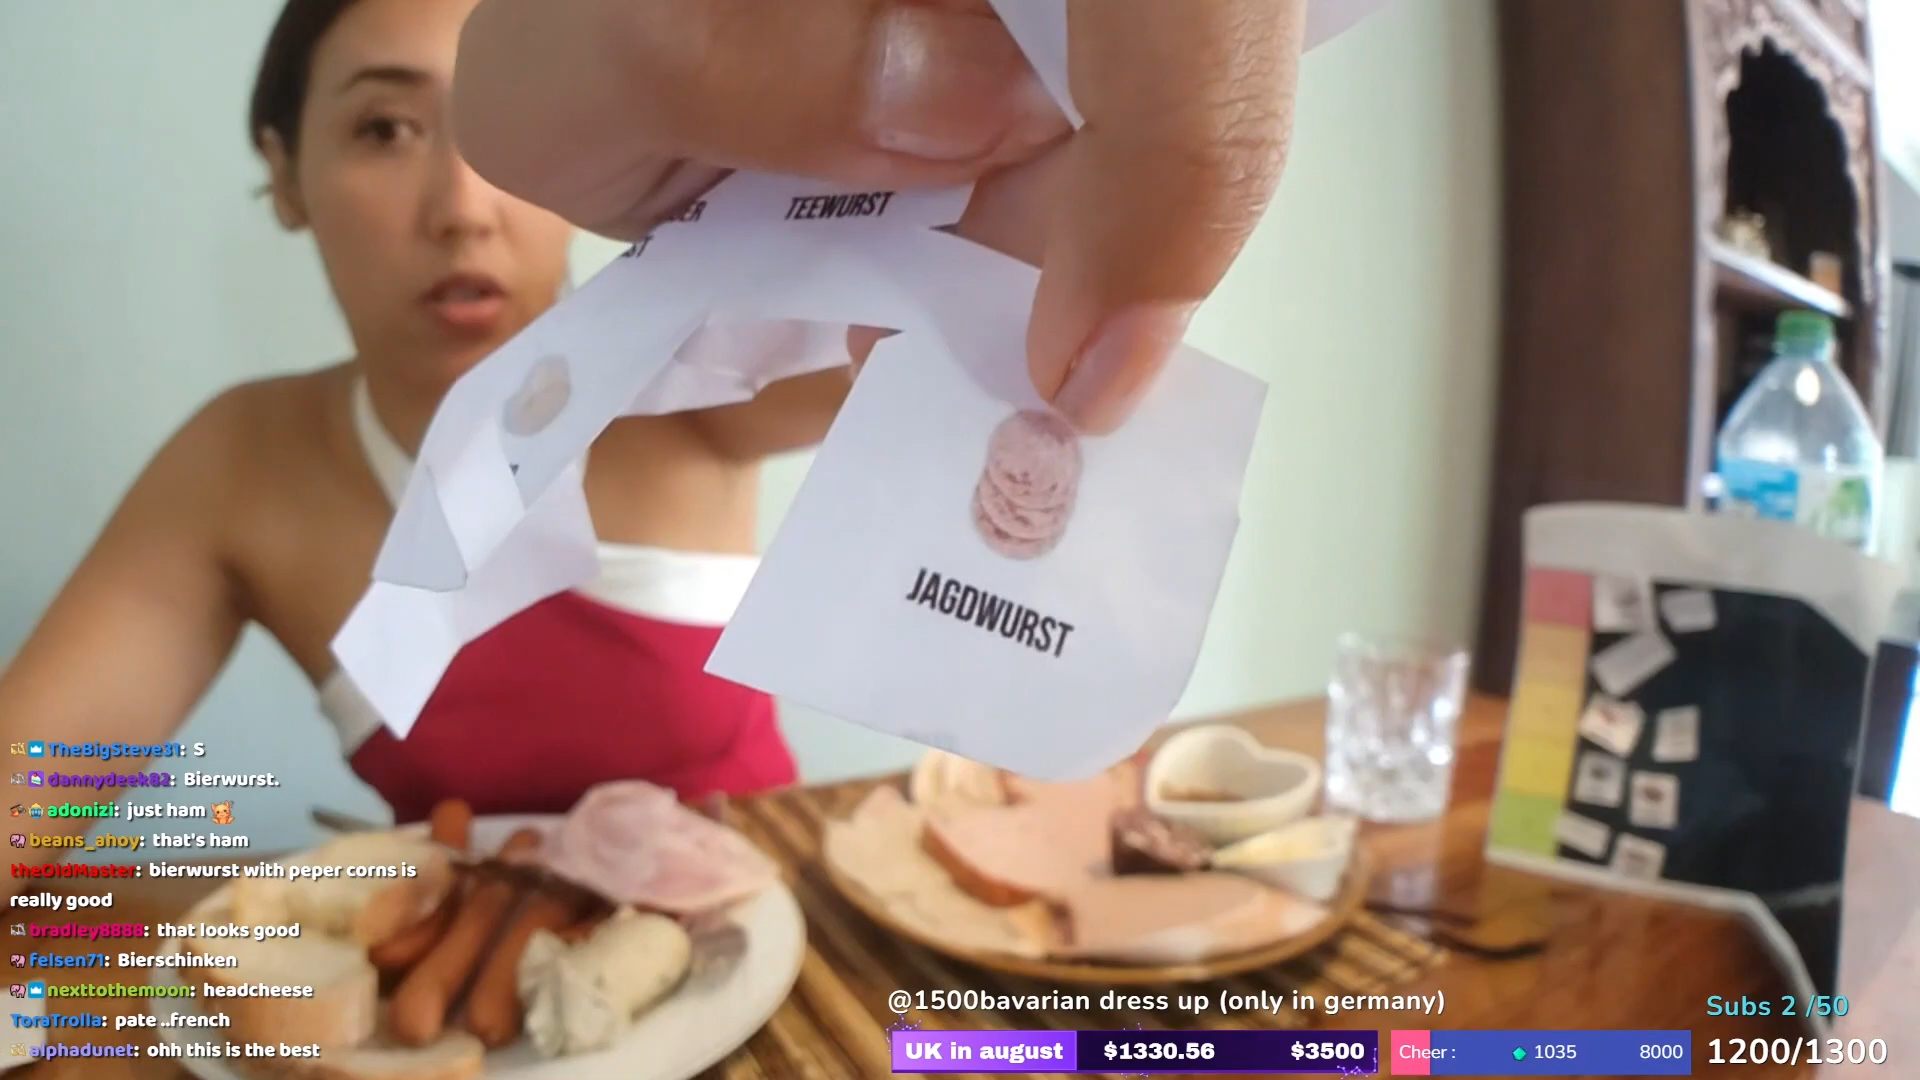 TEEWURST
JAGDWURST
TheBigSteve31: S
dannydeek82: Bierwurst.
adonizi: just ham
beans_ahoy: that's ham
theOldMaster: bierwurst with peper corns is
really good
bradley8888: that looks good
felsen71: Bierschinken
nexttothemoon: headcheese
ToraTrolla: pate ..french
alphadunet: ohh this is the best
@1500bavarian dress up (only in germany)
UK in august $1330.56 $3500
Cheer : 1035 8000
Subs 2 /50
1200/1300